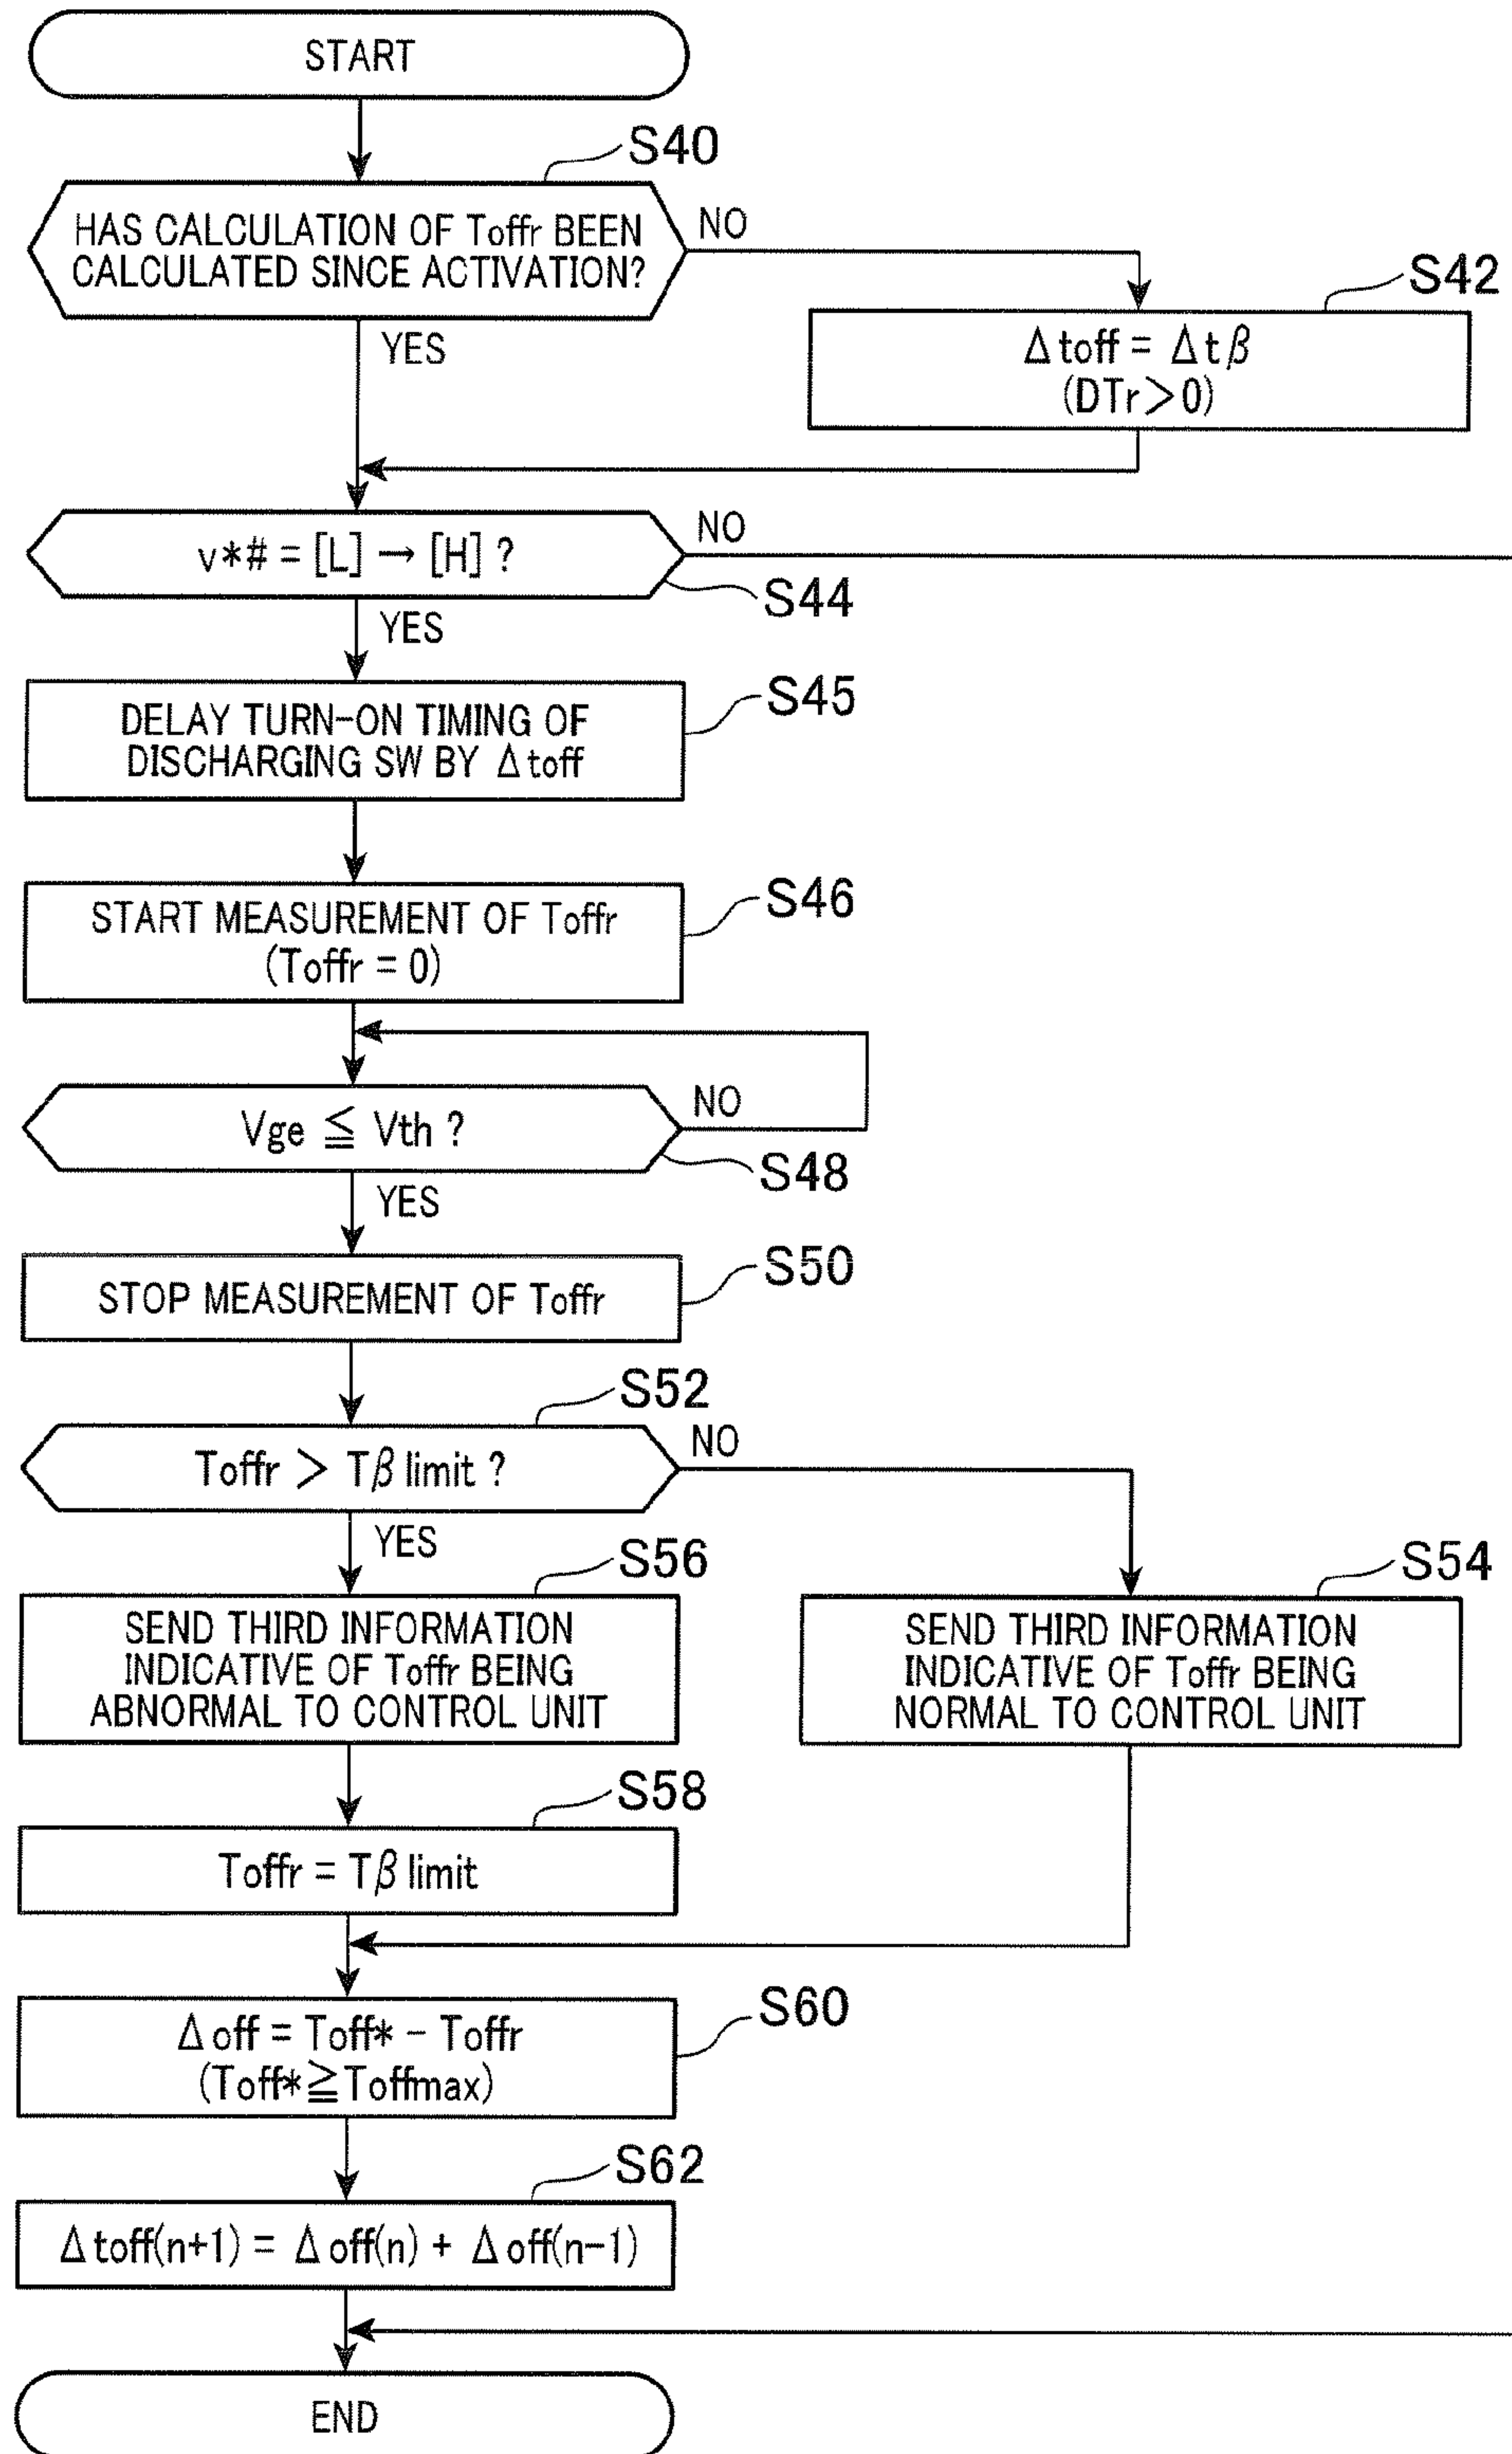 START
S40
HAS CALCULATION OF Toffr BEEN
CALCULATED SINCE ACTIVATION?
NO
YES
S42
Δtoff = Δtβ
(DTr>0)
v*# = [L] → [H] ?
NO
S44
YES
S45
DELAY TURN-ON TIMING OF
DISCHARGING SW BY Δtoff
S46
START MEASUREMENT OF Toffr
(Toffr = 0)
Vge ≦ Vth ?
NO
S48
YES
S50
STOP MEASUREMENT OF Toffr
S52
Toffr > Tβ limit ?
NO
YES
S56
SEND THIRD INFORMATION
INDICATIVE OF Toffr BEING
ABNORMAL TO CONTROL UNIT
S54
SEND THIRD INFORMATION
INDICATIVE OF Toffr BEING
NORMAL TO CONTROL UNIT
S58
Toffr = Tβ limit
S60
Δoff = Toff* - Toffr
(Toff*≧Toffmax)
S62
Δtoff(n+1) = Δoff(n) + Δoff(n-1)
END